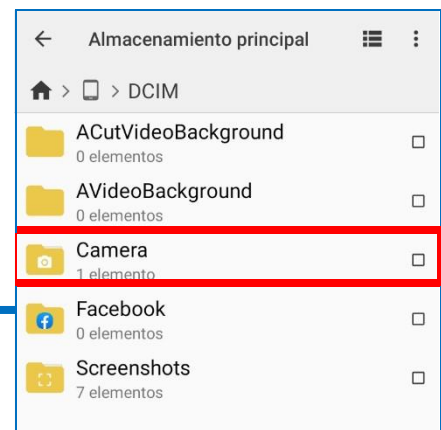 Almacenamiento principal
> > DCIM
ACutVideoBackground
0 elementos
AVideoBackground
0 elementos
Camera
1 elemento
Facebook
0 elementos
Screenshots
7 elementos